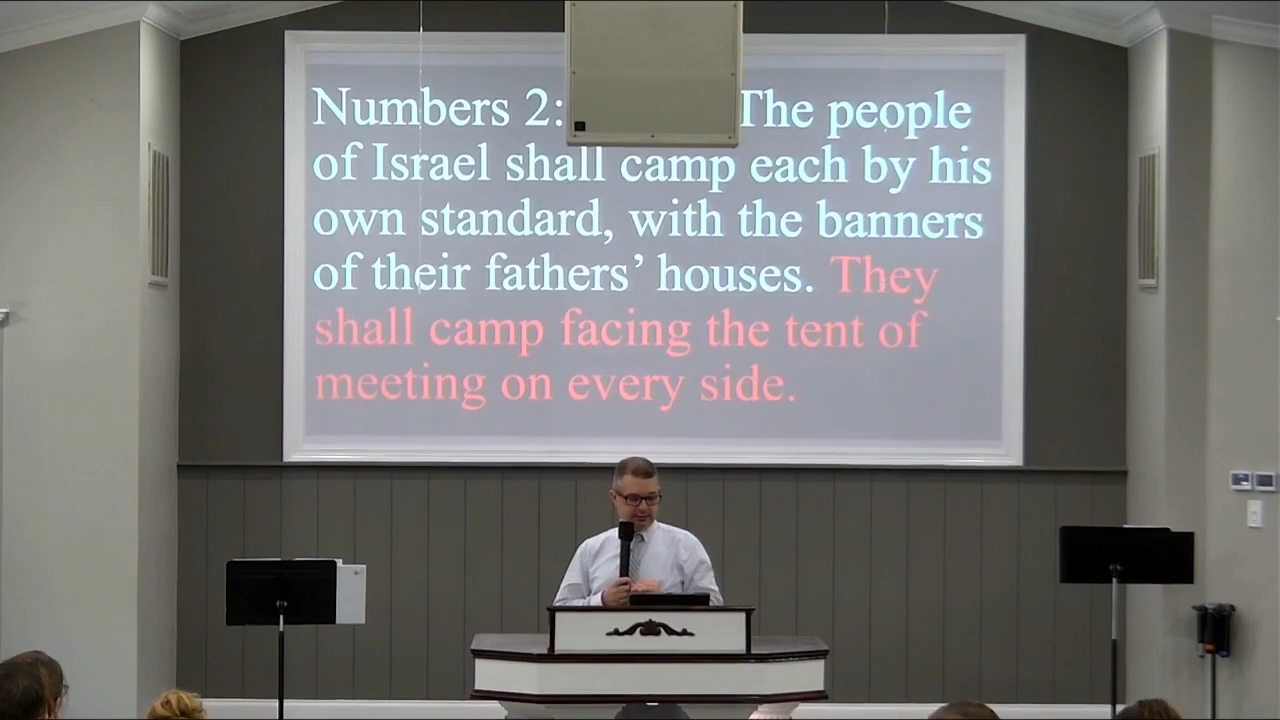 Numbers 2: The people
of Israel shall camp each by his
own standard, with the banners
of their fathers’ houses. They
shall camp facing the tent of
meeting on every side.